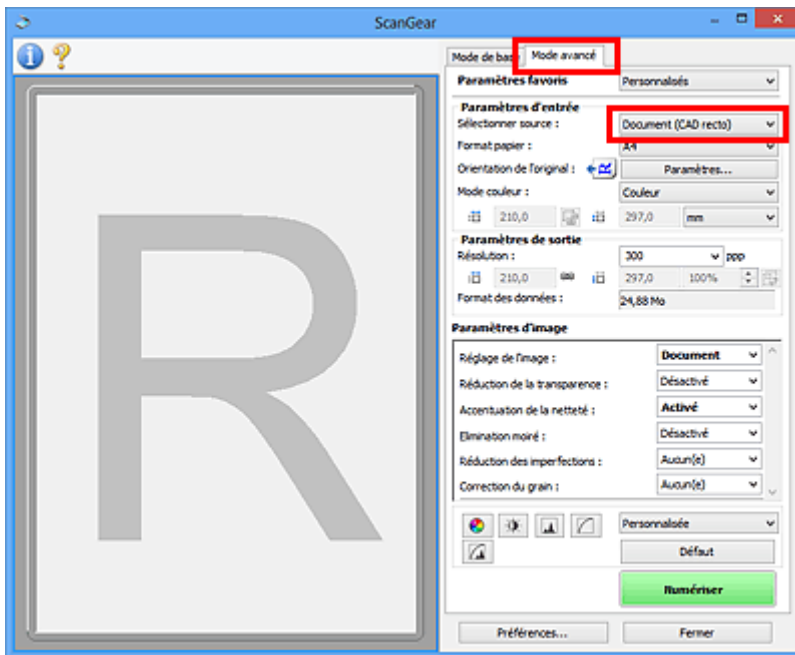 ScanGear
Mode de base Mode avancé
Paramètres favoris Personnalisés
Paramètres d'entrée
Sélectionner source : Document (CAD recto)
Format papier : A4
Orientation de l'original : Paramètres...
Mode couleur : Couleur
210,0 297,0 mm
Paramètres de sortie
Résolution : 300 ppp
210,0 297,0 100%
Format des données : 24,88 Mo
Paramètres d'image
Réglage de l'image : Document
Réduction de la transparence : Désactivé
Accentuation de la netteté : Activé
Elimination moiré : Désactivé
Réduction des imperfections : Aucun(e)
Correction du grain : Aucun(e)
Personnalisée
Défaut
Numériser
Préférences... Fermer
R